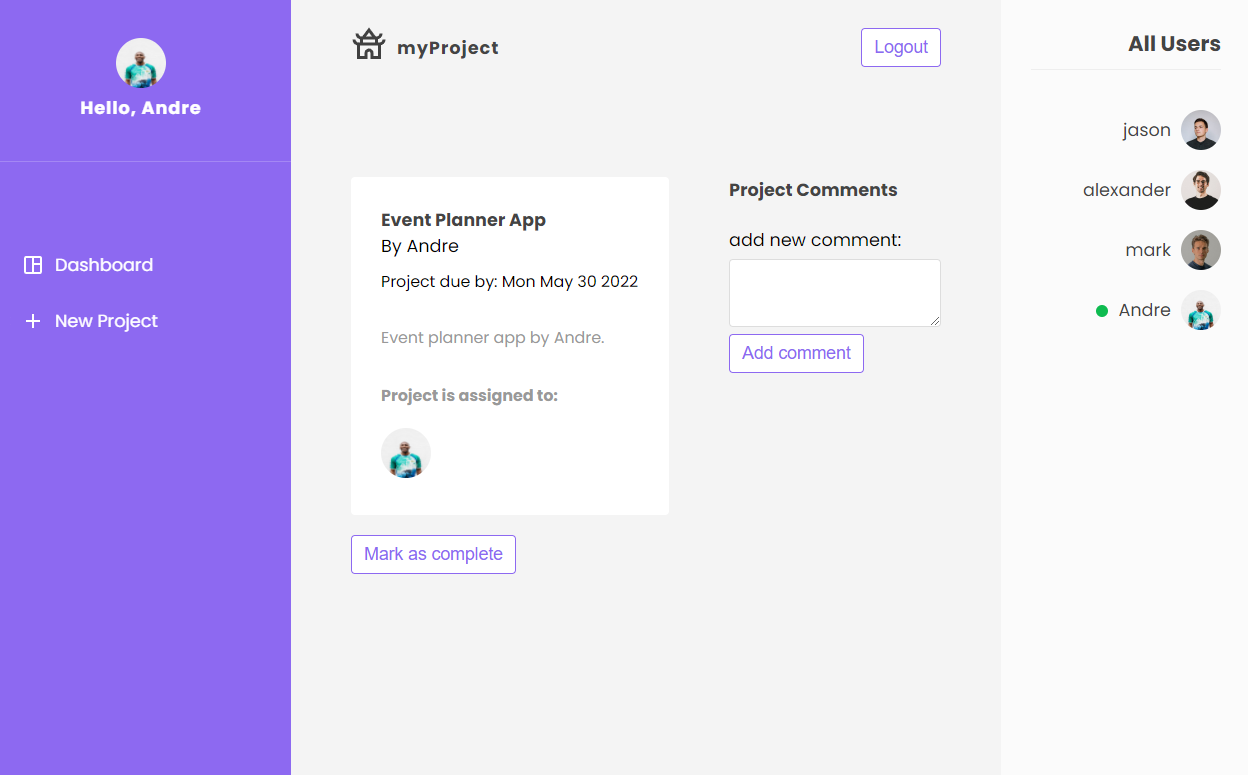 Hello, Andre
Dashboard
New Project
myProject
Logout
Event Planner App
By Andre
Project due by: Mon May 30 2022
Event planner app by Andre.
Project is assigned to:
Mark as complete
Project Comments
add new comment:
Add comment
All Users
jason
alexander
mark
Andre